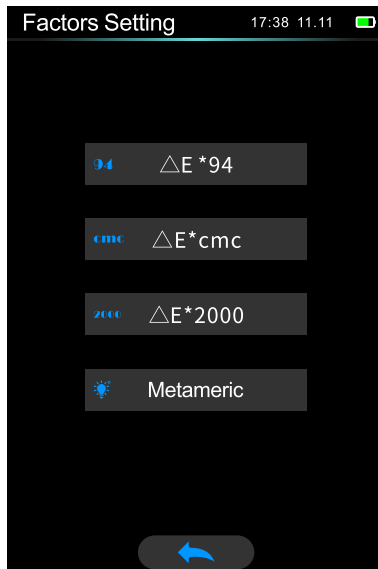 Factors Setting 17:38 11.11
94 △E*94
cmc △E*cmc
2000 △E*2000
Metameric